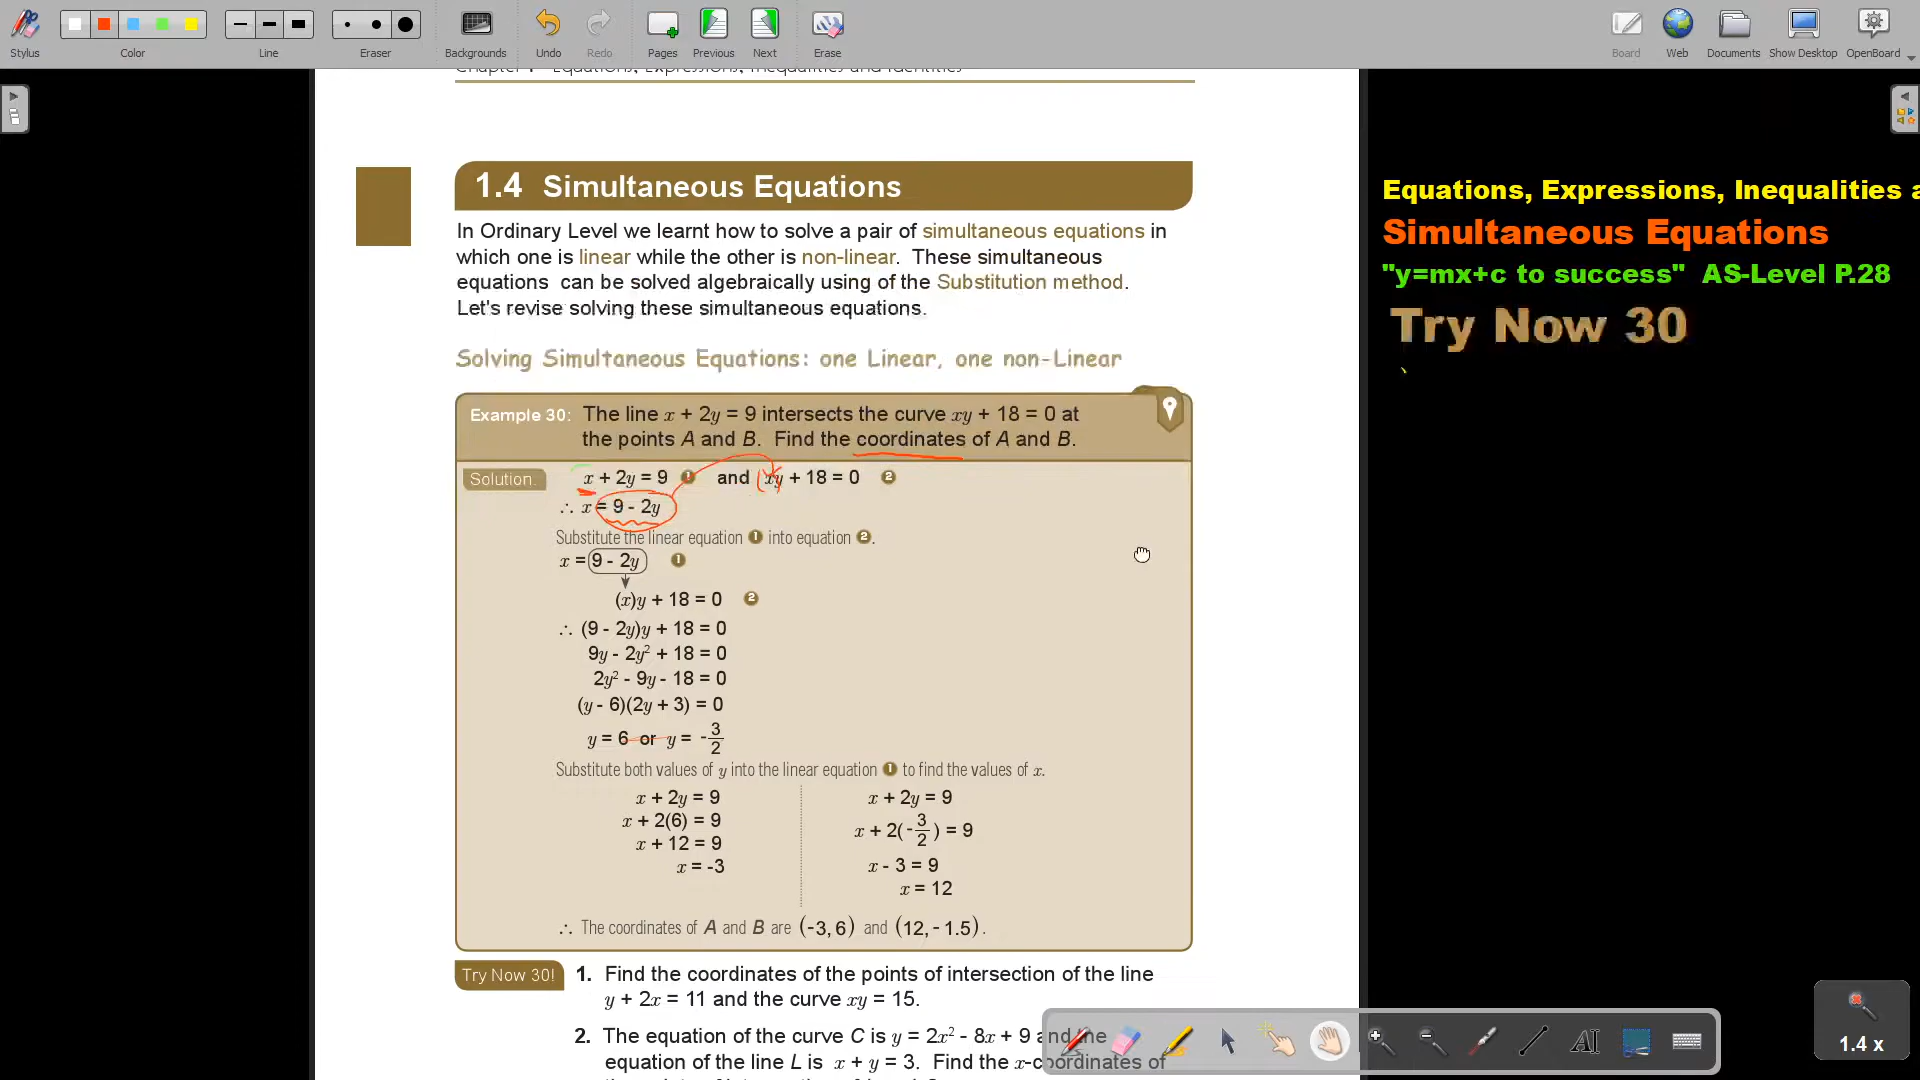 Stylus
Color
Line
Eraser
Backgrounds
Undo
Redo
Pages
Previous
Next
Erase
Board
Web
Documents
Show Desktop
OpenBoard
Equations, Expressions, Inequalities and Identities
1.4 Simultaneous Equations
In Ordinary Level we learnt how to solve a pair of simultaneous equations in
which one is linear while the other is non-linear. These simultaneous
equations can be solved algebraically using of the Substitution method.
Let's revise solving these simultaneous equations.
Solving Simultaneous Equations: one Linear, one non-Linear
Example 30: The line x + 2y = 9 intersects the curve xy + 18 = 0 at
the points A and B. Find the coordinates of A and B.
Solution. x + 2y = 9 1 and xy + 18 = 0 2
∴ x = 9 - 2y
Substitute the linear equation 1 into equation 2.
x = 9 - 2y 1
(x)y + 18 = 0 2
∴ (9 - 2y)y + 18 = 0
9y - 2y² + 18 = 0
2y² - 9y - 18 = 0
(y - 6)(2y + 3) = 0
y = 6 or y = -3/2
Substitute both values of y into the linear equation 1 to find the values of x.
x + 2y = 9
x + 2(6) = 9
x + 12 = 9
x = -3
x + 2y = 9
x + 2(-3/2) = 9
x - 3 = 9
x = 12
∴ The coordinates of A and B are (-3, 6) and (12, -1.5).
Try Now 30! 1. Find the coordinates of the points of intersection of the line
y + 2x = 11 and the curve xy = 15.
2. The equation of the curve C is y = 2x² - 8x + 9 and the
equation of the line L is x + y = 3. Find the x-coordinates of
Equations, Expressions, Inequalities a
Simultaneous Equations
"y=mx+c to success" AS-Level P.28
Try Now 30
1.4 x